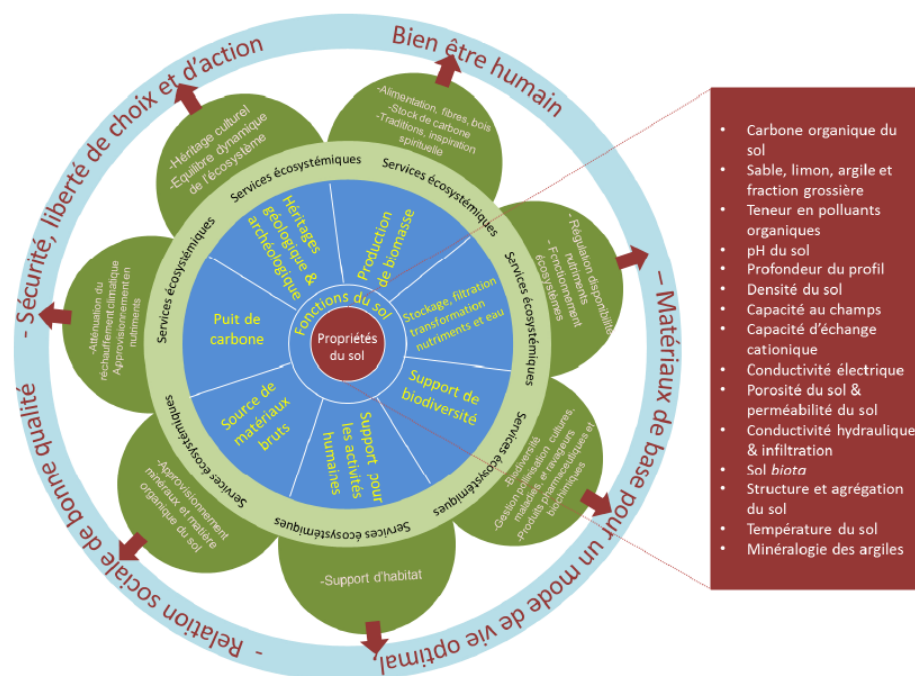 Bien être humain
- Sécurité, liberté de choix et d'action
- Relation sociale de bonne qualité
– Matériaux de base pour un mode de vie optimal
-Alimentation, fibres, bois
-Stock de carbone
-Traditions, inspiration
spirituelle
- Régulation disponibilité
nutriments
- Fonctionnement
écosystèmes
-Biodiversité
-Gestion pollinisation cultures,
maladies, et ravageurs
-Produits pharmaceutiques et
biochimiques
-Support d'habitat
-Approvisionnement
minéraux et matière
organique du sol
-Atténuation du
réchauffement climatique
Approvisionnement en
nutriments
-Héritage culturel
-Equilibre dynamique
de l'écosystème
Services écosystémiques
Services écosystémiques
Services écosystémiques
Services écosystémiques
Services écosystémiques
Services écosystémiques
Services écosystémiques
Production
de biomasse
Stockage, filtration
transformation
nutriments et eau
Support de
biodiversité
Support pour
les activités
humaines
Source de
matériaux
bruts
Puit de
carbone
Héritages
géologique &
archéologique
Fonctions du sol
Propriétés
du sol
• Carbone organique du
sol
• Sable, limon, argile et
fraction grossière
• Teneur en polluants
organiques
• pH du sol
• Profondeur du profil
• Densité du sol
• Capacité au champs
• Capacité d'échange
cationique
• Conductivité électrique
• Porosité du sol &
perméabilité du sol
• Conductivité hydraulique
& infiltration
• Sol biota
• Structure et agrégation
du sol
• Température du sol
• Minéralogie des argiles